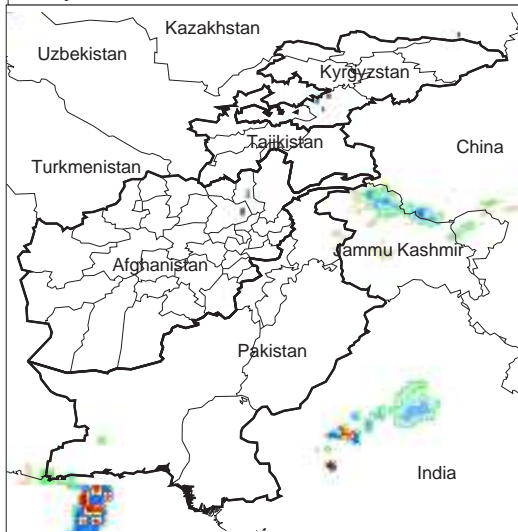 Kazakhstan
Uzbekistan
Kyrgyzstan
Tajikistan
China
Turkmenistan
Jammu Kashmir
Afghanistan
Pakistan
India